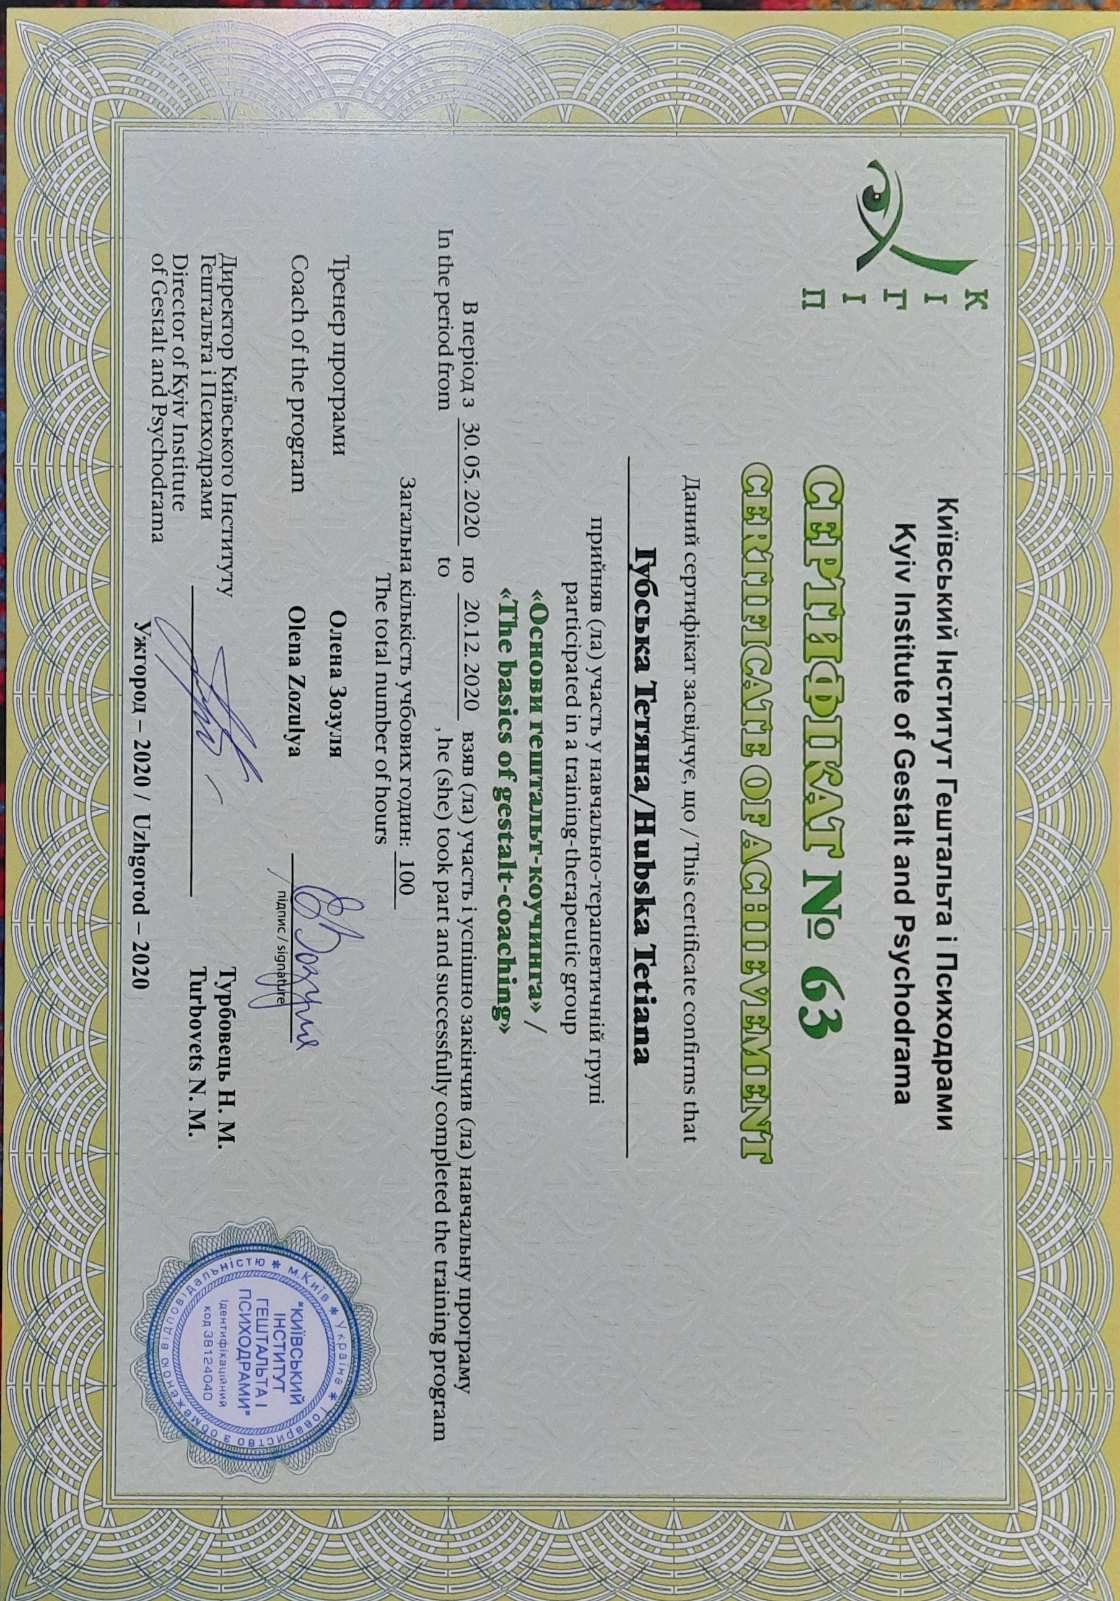 К
І
Г
І
П
Київський Інститут Гештальта і Психодрами
Kyiv Institute of Gestalt and Psychodrama
СЕРТИФІКАТ № 63
CERTIFICATE OF ACHIEVEMENT
Даний сертифікат засвідчує, що / This certificate confirms that
Губська Тетяна/Hubska Tetiana
прийняв (ла) участь у навчально-терапевтичній групі
participated in a training-therapeutic group
«Основи гештальт-коучинга» /
«The basics of gestalt-coaching»
В період з 30.05.2020 по 20.12.2020 взяв (ла) участь і успішно закінчив (ла) навчальну програму
In the period from to , he (she) took part and successfully completed the training program
Загальна кількість учбових годин: 100
The total number of hours
Тренер програми Олена Зозуля
Coach of the program Olena Zozulya
підпис / signature
Директор Київського Інституту
Гештальта і Психодрами Турбовець Н. М.
Director of Kyiv Institute Turbovets N. M.
of Gestalt and Psychodrama
Ужгород – 2020 / Uzhgorod – 2020
м.Київ * Україна * Товариство з обмеженою відповідальністю *
"КИЇВСЬКИЙ
ІНСТИТУТ
ГЕШТАЛЬТА І
ПСИХОДРАМИ"
Ідентифікаційний
код 38124040